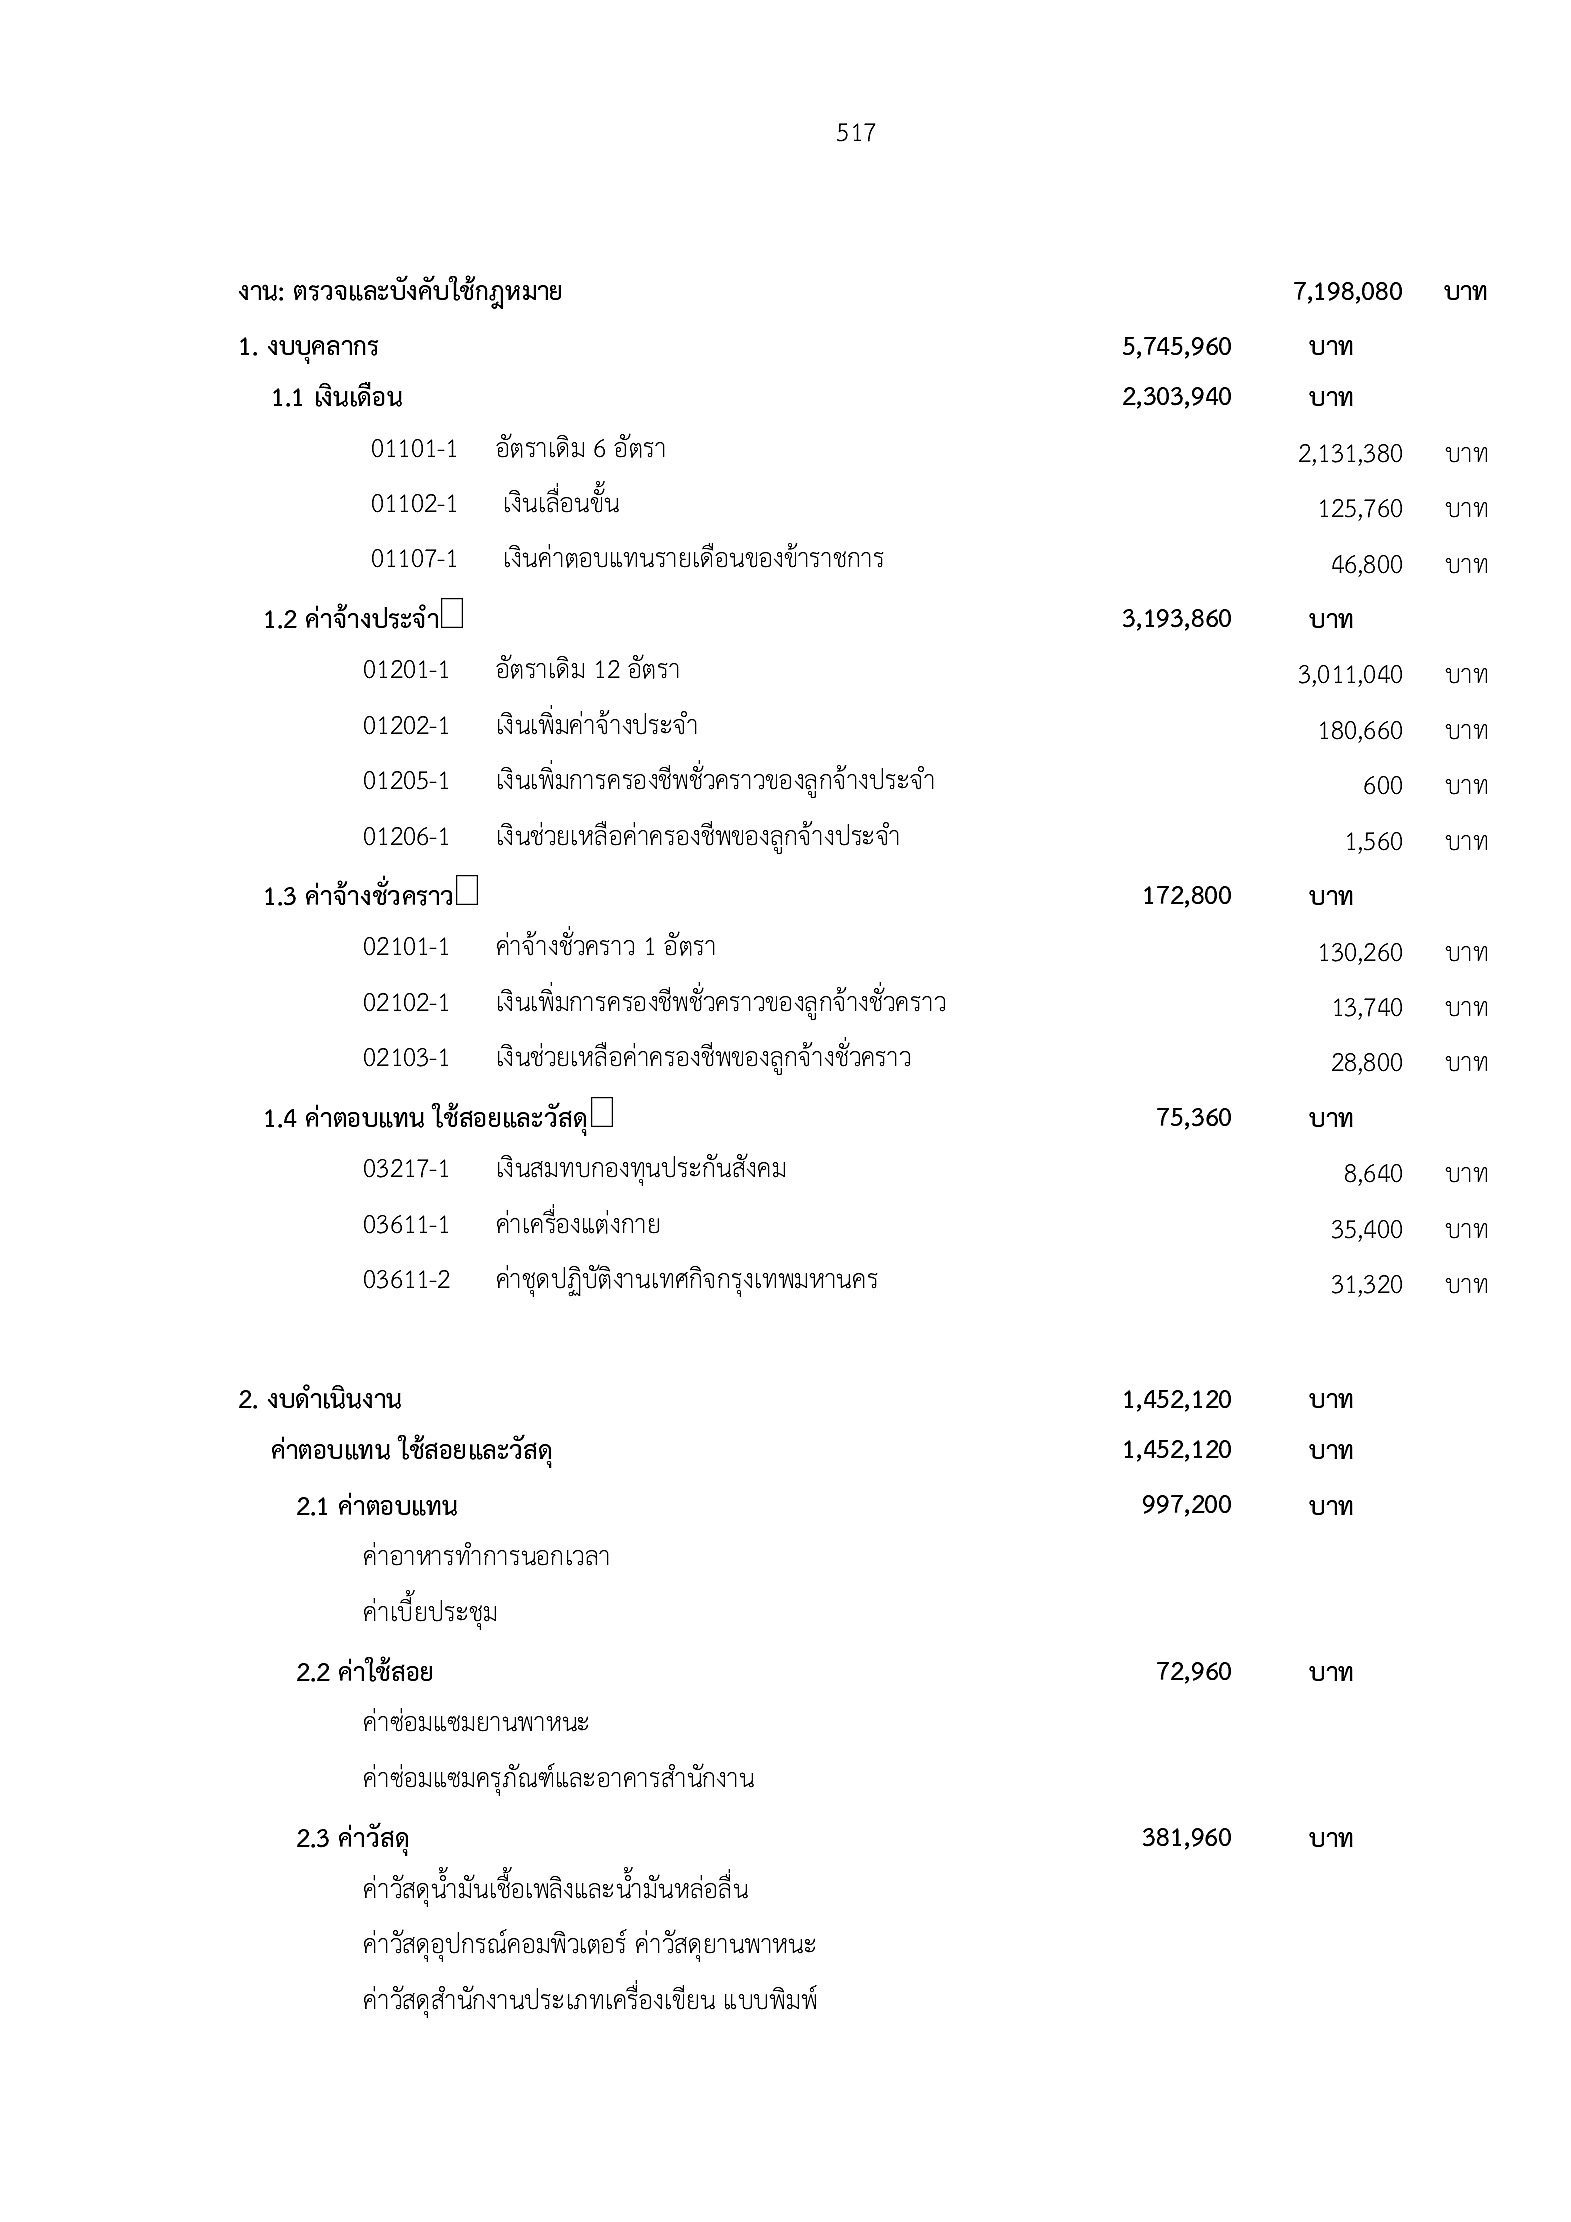 517
งาน: ตรวจและบังคับใช้กฎหมาย 7,198,080 บาท
1. งบบุคลากร 5,745,960 บาท
1.1 เงินเดือน 2,303,940 บาท
01101-1 อัตราเดิม 6 อัตรา 2,131,380 บาท
01102-1 เงินเลื่อนขั้น 125,760 บาท
01107-1 เงินค่าตอบแทนรายเดือนของข้าราชการ 46,800 บาท
1.2 ค่าจ้างประจำ 3,193,860 บาท
01201-1 อัตราเดิม 12 อัตรา 3,011,040 บาท
01202-1 เงินเพิ่มค่าจ้างประจำ 180,660 บาท
01205-1 เงินเพิ่มการครองชีพชั่วคราวของลูกจ้างประจำ 600 บาท
01206-1 เงินช่วยเหลือค่าครองชีพของลูกจ้างประจำ 1,560 บาท
1.3 ค่าจ้างชั่วคราว 172,800 บาท
02101-1 ค่าจ้างชั่วคราว 1 อัตรา 130,260 บาท
02102-1 เงินเพิ่มการครองชีพชั่วคราวของลูกจ้างชั่วคราว 13,740 บาท
02103-1 เงินช่วยเหลือค่าครองชีพของลูกจ้างชั่วคราว 28,800 บาท
1.4 ค่าตอบแทน ใช้สอยและวัสดุ 75,360 บาท
03217-1 เงินสมทบกองทุนประกันสังคม 8,640 บาท
03611-1 ค่าเครื่องแต่งกาย 35,400 บาท
03611-2 ค่าชุดปฏิบัติงานเทศกิจกรุงเทพมหานคร 31,320 บาท
2. งบดำเนินงาน 1,452,120 บาท
ค่าตอบแทน ใช้สอยและวัสดุ 1,452,120 บาท
2.1 ค่าตอบแทน 997,200 บาท
ค่าอาหารทำการนอกเวลา
ค่าเบี้ยประชุม
2.2 ค่าใช้สอย 72,960 บาท
ค่าซ่อมแซมยานพาหนะ
ค่าซ่อมแซมครุภัณฑ์และอาคารสำนักงาน
2.3 ค่าวัสดุ 381,960 บาท
ค่าวัสดุน้ำมันเชื้อเพลิงและน้ำมันหล่อลื่น
ค่าวัสดุอุปกรณ์คอมพิวเตอร์ ค่าวัสดุยานพาหนะ
ค่าวัสดุสำนักงานประเภทเครื่องเขียน แบบพิมพ์